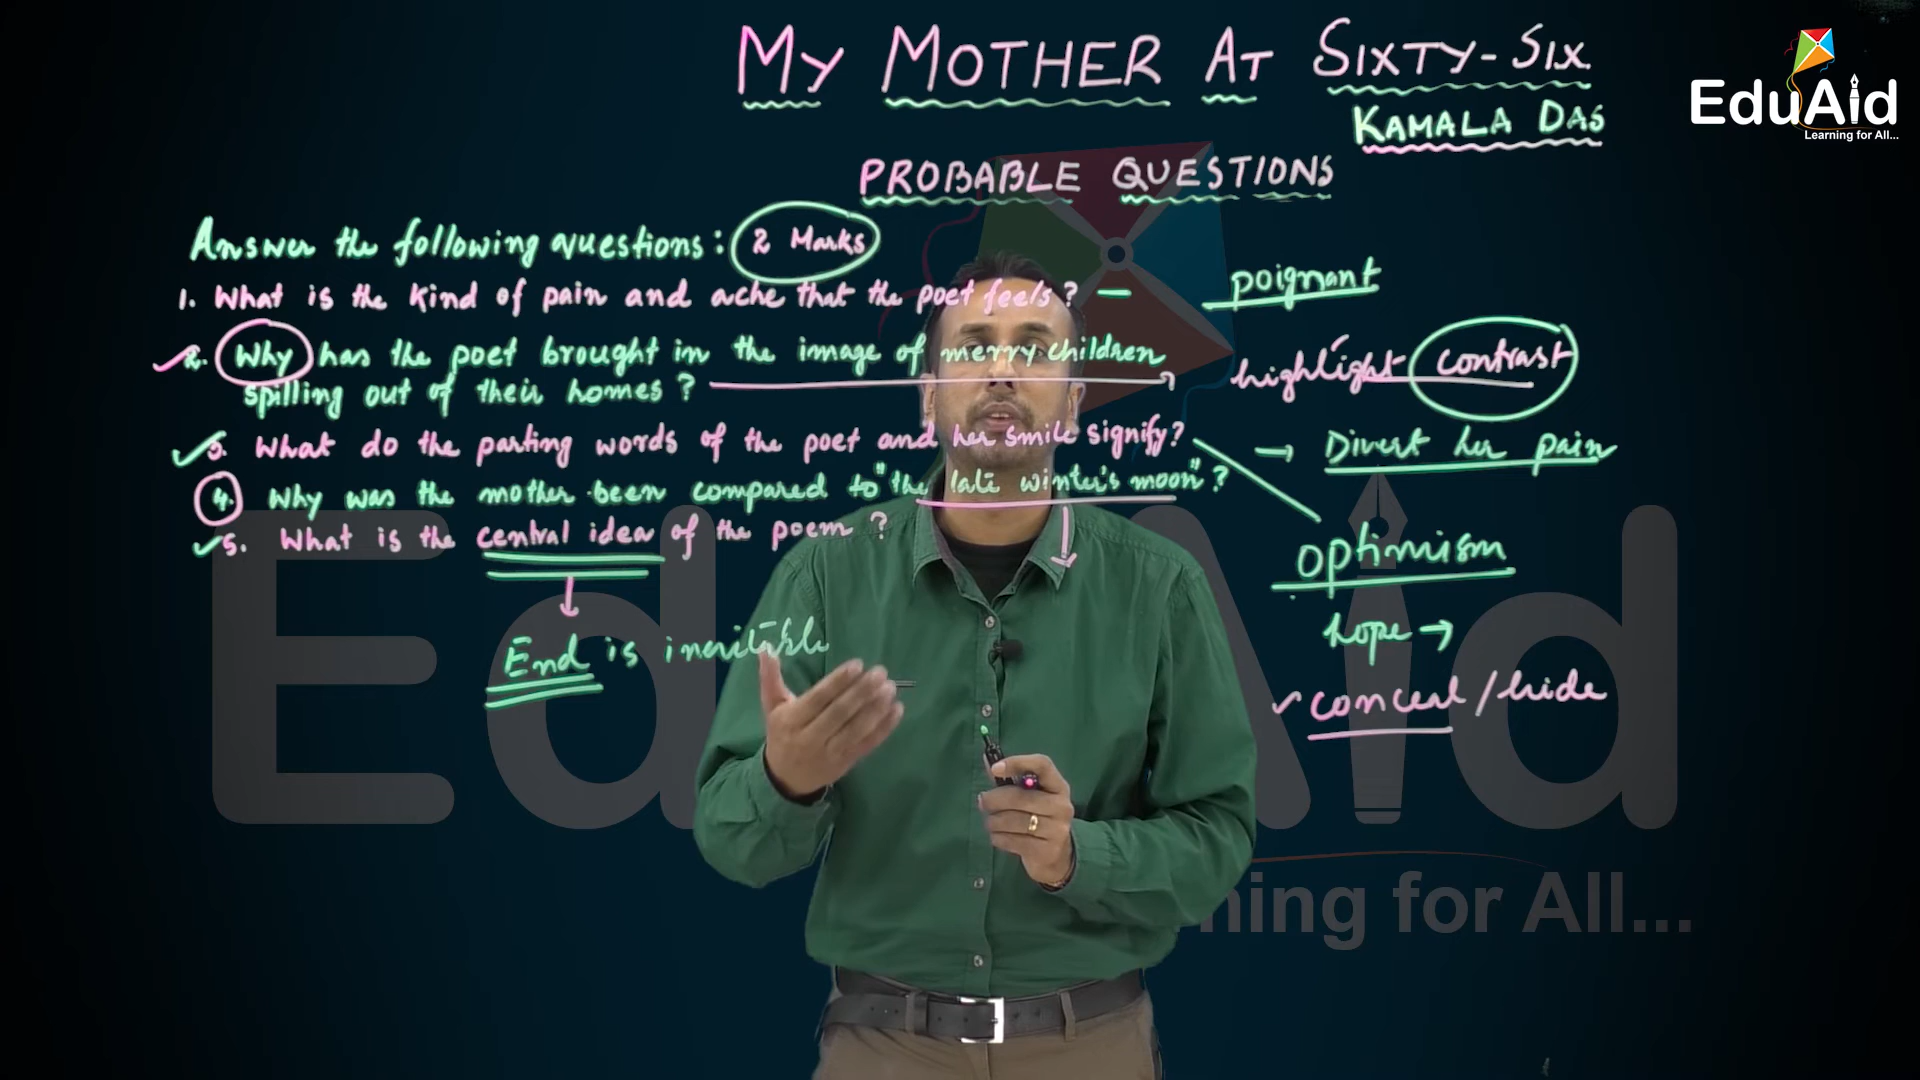 MY MOTHER AT SIXTY-SIX.
KAMALA DAS
EduAid
Learning for All...
PROBABLE QUESTIONS
Answer the following questions: 2 Marks
1. What is the kind of pain and ache that the poet feels? —
poignant
2. Why has the poet brought in the image of merry children
spilling out of their homes?
highlight contrast
3. What do the parting words of the poet and her smile signify?
→ Divert her pain
4. Why was the mother been compared to "the late winter's moon"?
5. What is the central idea of the poem?
optimism
hope →
End is inevitable
conceal/hide
EduAid
ning for All...